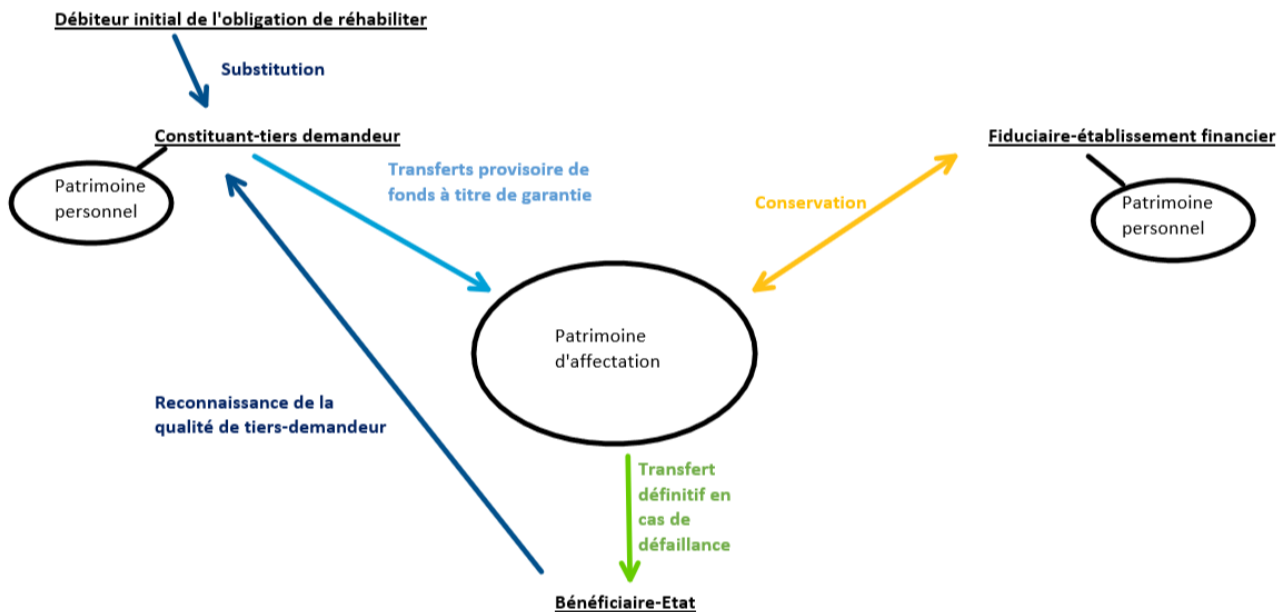 Débiteur initial de l'obligation de réhabiliter
Substitution
Constituant-tiers demandeur
Fiduciaire-établissement financier
Patrimoine
personnel
Transferts provisoire de
fonds à titre de garantie
Conservation
Patrimoine
personnel
Patrimoine
d'affectation
Reconnaissance de la
qualité de tiers-demandeur
Transfert
définitif en
cas de
défaillance
Bénéficiaire-Etat